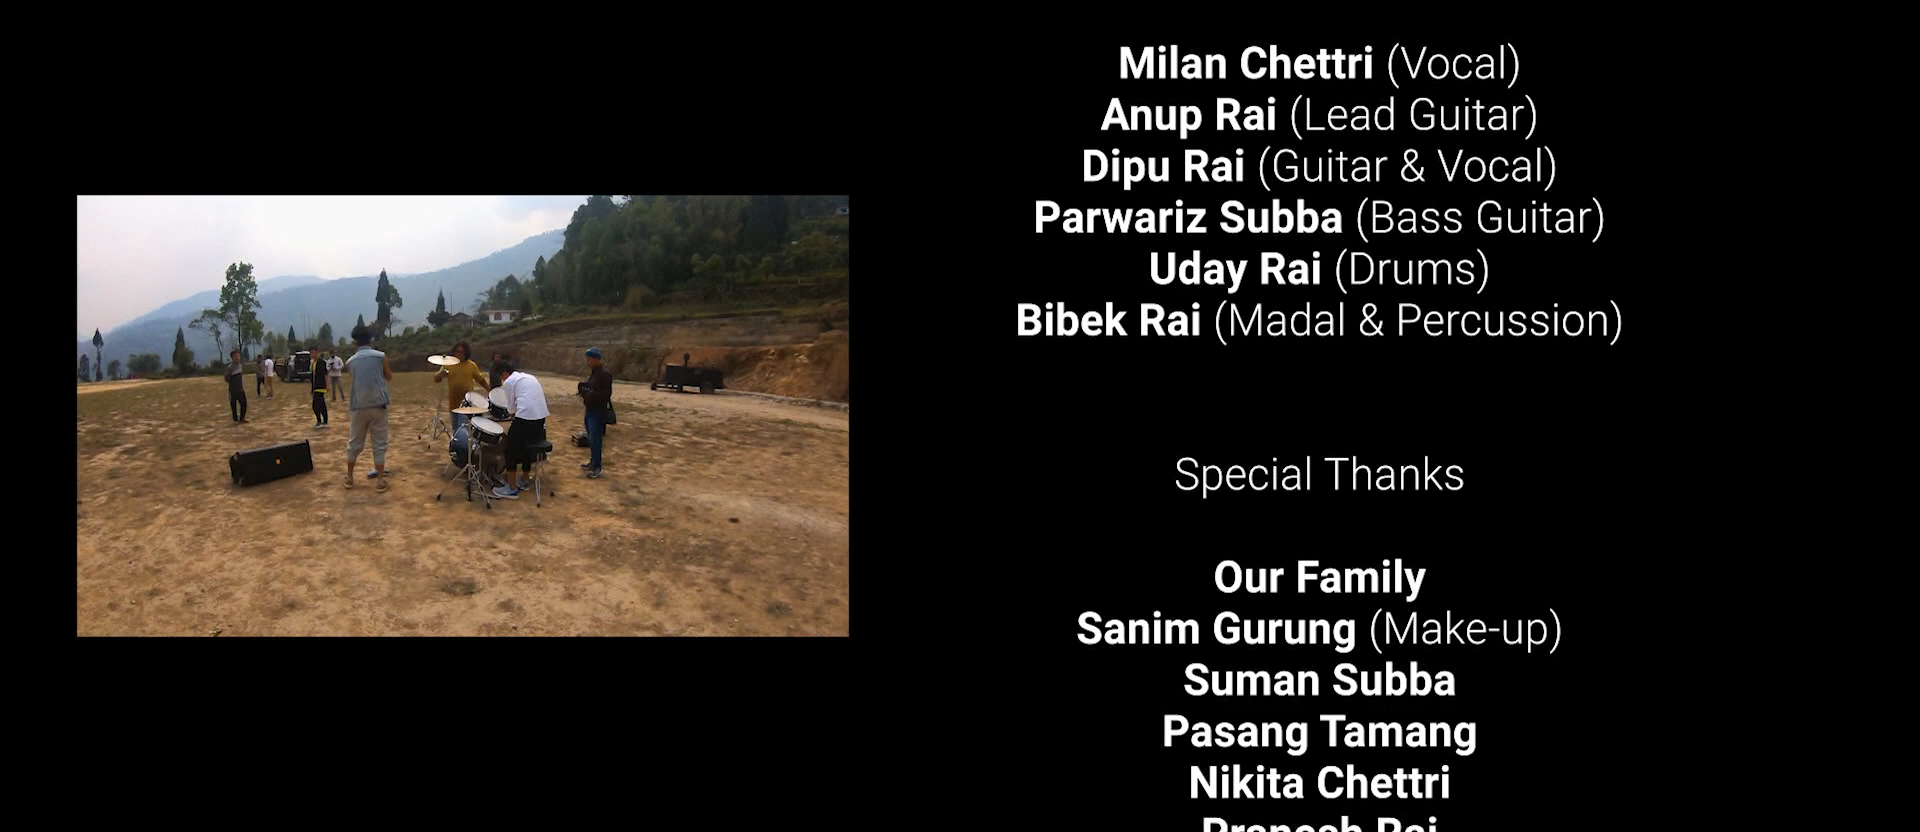 Milan Chettri (Vocal)
Anup Rai (Lead Guitar)
Dipu Rai (Guitar & Vocal)
Parwariz Subba (Bass Guitar)
Uday Rai (Drums)
Bibek Rai (Madal & Percussion)
Special Thanks
Our Family
Sanim Gurung (Make-up)
Suman Subba
Pasang Tamang
Nikita Chettri
Rai